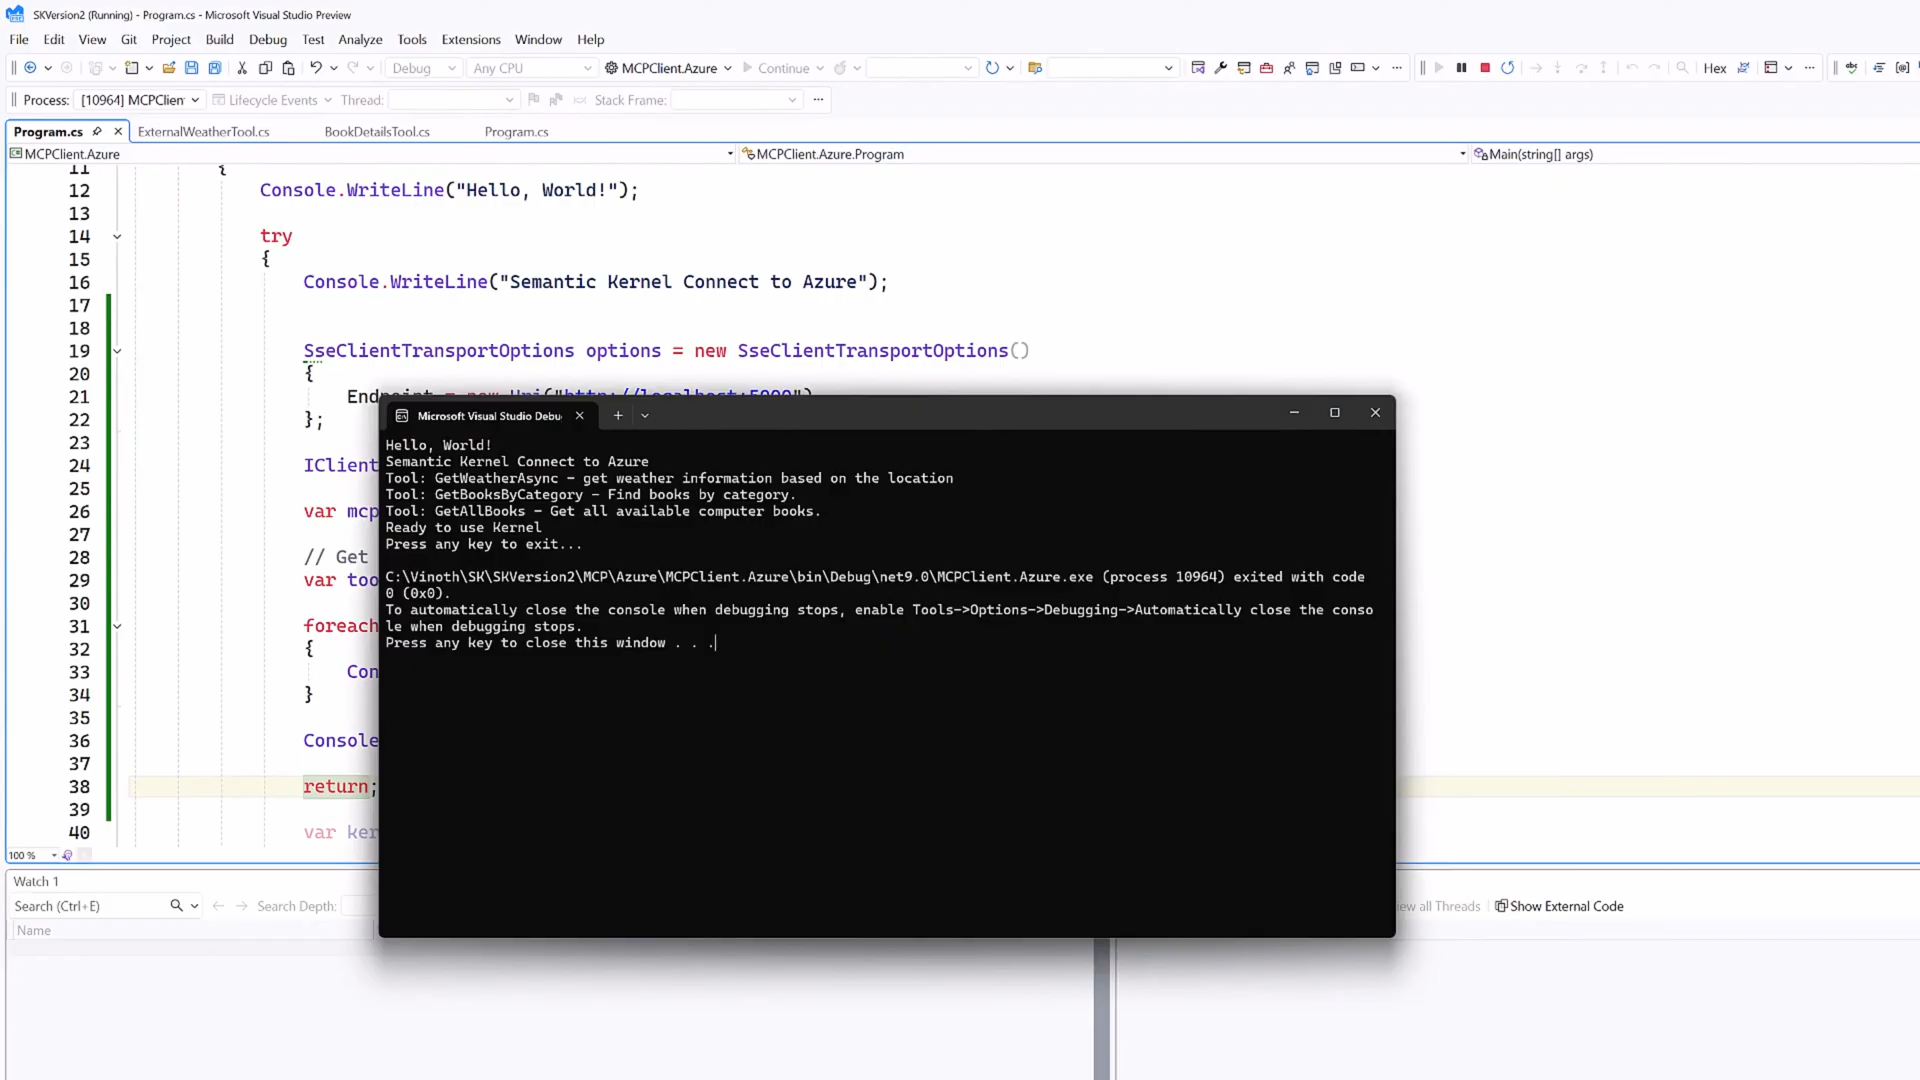 SKVersion2 (Running) - Program.cs - Microsoft Visual Studio Preview
File Edit View Git Project Build Debug Test Analyze Tools Extensions Window Help
Debug Any CPU MCPClient.Azure Continue Hex
Process: [10964] MCPClien Lifecycle Events Thread: Stack Frame:
Program.cs ExternalWeatherTool.cs BookDetailsTool.cs Program.cs
MCPClient.Azure MCPClient.Azure.Program Main(string[] args)
11 {
12 Console.WriteLine("Hello, World!");
13
14 try
15 {
16 Console.WriteLine("Semantic Kernel Connect to Azure");
17
18
19 SseClientTransportOptions options = new SseClientTransportOptions()
20 {
21 Endpoint = new Uri("http://localhost:5000")
22 };
23
24 IClient
25
26 var mcp
27
28 // Get
29 var too
30
31 foreach
32 {
33 Con
34 }
35
36 Console
37
38 return;
39
40 var ker
Microsoft Visual Studio Debu
Hello, World!
Semantic Kernel Connect to Azure
Tool: GetWeatherAsync - get weather information based on the location
Tool: GetBooksByCategory - Find books by category.
Tool: GetAllBooks - Get all available computer books.
Ready to use Kernel
Press any key to exit...
C:\Vinoth\SK\SKVersion2\MCP\Azure\MCPClient.Azure\bin\Debug\net9.0\MCPClient.Azure.exe (process 10964) exited with code
0 (0x0).
To automatically close the console when debugging stops, enable Tools->Options->Debugging->Automatically close the conso
le when debugging stops.
Press any key to close this window . . .
100 %
Watch 1
Search (Ctrl+E) Search Depth: iew all Threads Show External Code
Name